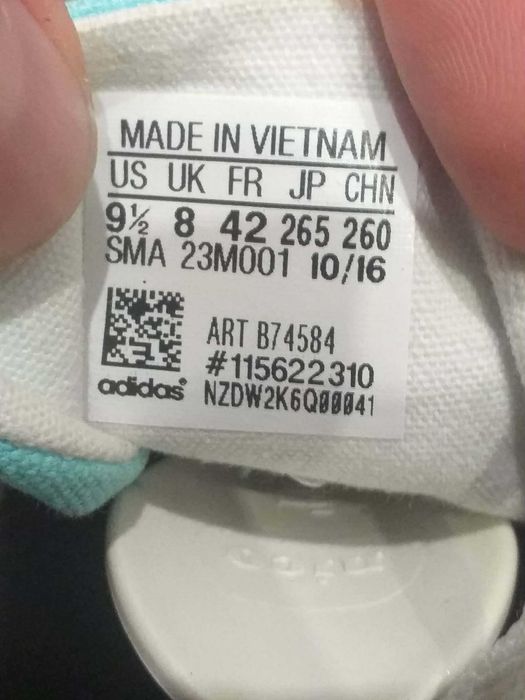 MADE IN VIETNAM
US UK FR JP CHN
9½ 8 42 265 260
SMA 23M001 10/16
ART B74584
#115622310
adidas® NZDW2K6Q00041